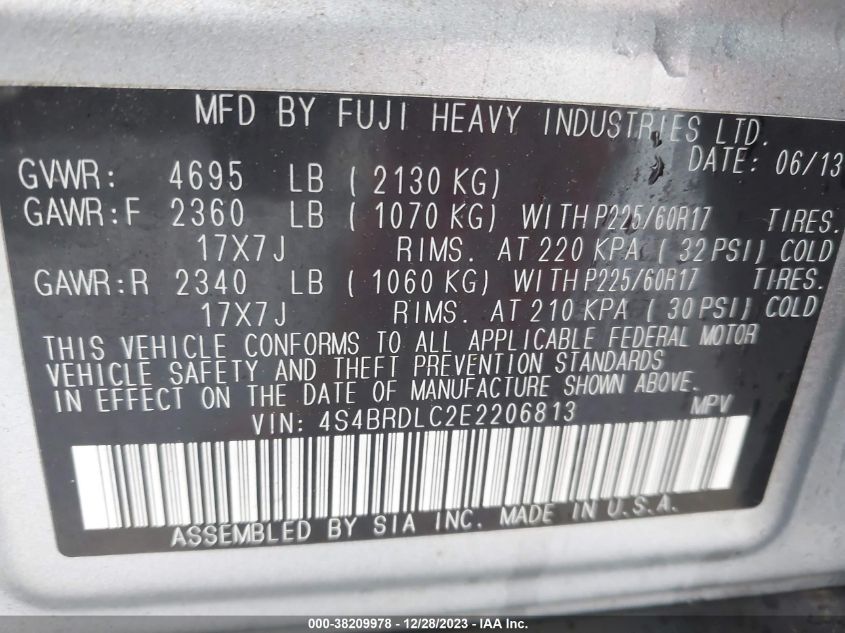 MFD BY FUJI HEAVY INDUSTRIES LTD.
DATE: 06/13
GVWR: 4695 LB ( 2130 KG)
GAWR:F 2360 LB ( 1070 KG) WITH P225/60R17 TIRES.
17X7J RIMS. AT 220 KPA ( 32 PSI) COLD
GAWR:R 2340 LB ( 1060 KG) WITH P225/60R17 TIRES.
17X7J RIMS. AT 210 KPA ( 30 PSI) COLD
THIS VEHICLE CONFORMS TO ALL APPLICABLE FEDERAL MOTOR
VEHICLE SAFETY AND THEFT PREVENTION STANDARDS
IN EFFECT ON THE DATE OF MANUFACTURE SHOWN ABOVE.
VIN: 4S4BRDLC2E2206813 MPV
ASSEMBLED BY SIA INC. MADE IN U.S.A.
000-38209978 - 12/28/2023 - IAA Inc.